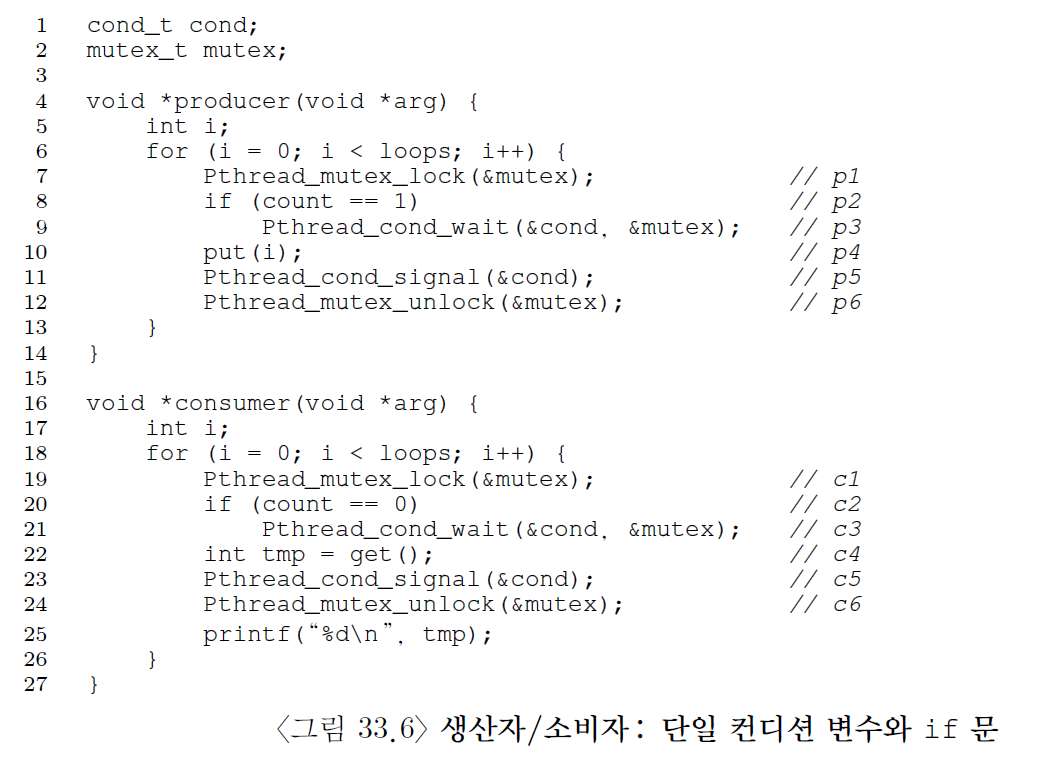 1 cond_t cond;
2 mutex_t mutex;
3
4 void *producer(void *arg) {
5 int i;
6 for (i = 0; i < loops; i++) {
7 Pthread_mutex_lock(&mutex); // p1
8 if (count == 1) // p2
9 Pthread_cond_wait(&cond, &mutex); // p3
10 put(i); // p4
11 Pthread_cond_signal(&cond); // p5
12 Pthread_mutex_unlock(&mutex); // p6
13 }
14 }
15
16 void *consumer(void *arg) {
17 int i;
18 for (i = 0; i < loops; i++) {
19 Pthread_mutex_lock(&mutex); // c1
20 if (count == 0) // c2
21 Pthread_cond_wait(&cond, &mutex); // c3
22 int tmp = get(); // c4
23 Pthread_cond_signal(&cond); // c5
24 Pthread_mutex_unlock(&mutex); // c6
25 printf(“%d\n”, tmp);
26 }
27 }
〈그림 33.6〉 생산자/소비자: 단일 컨디션 변수와 if 문